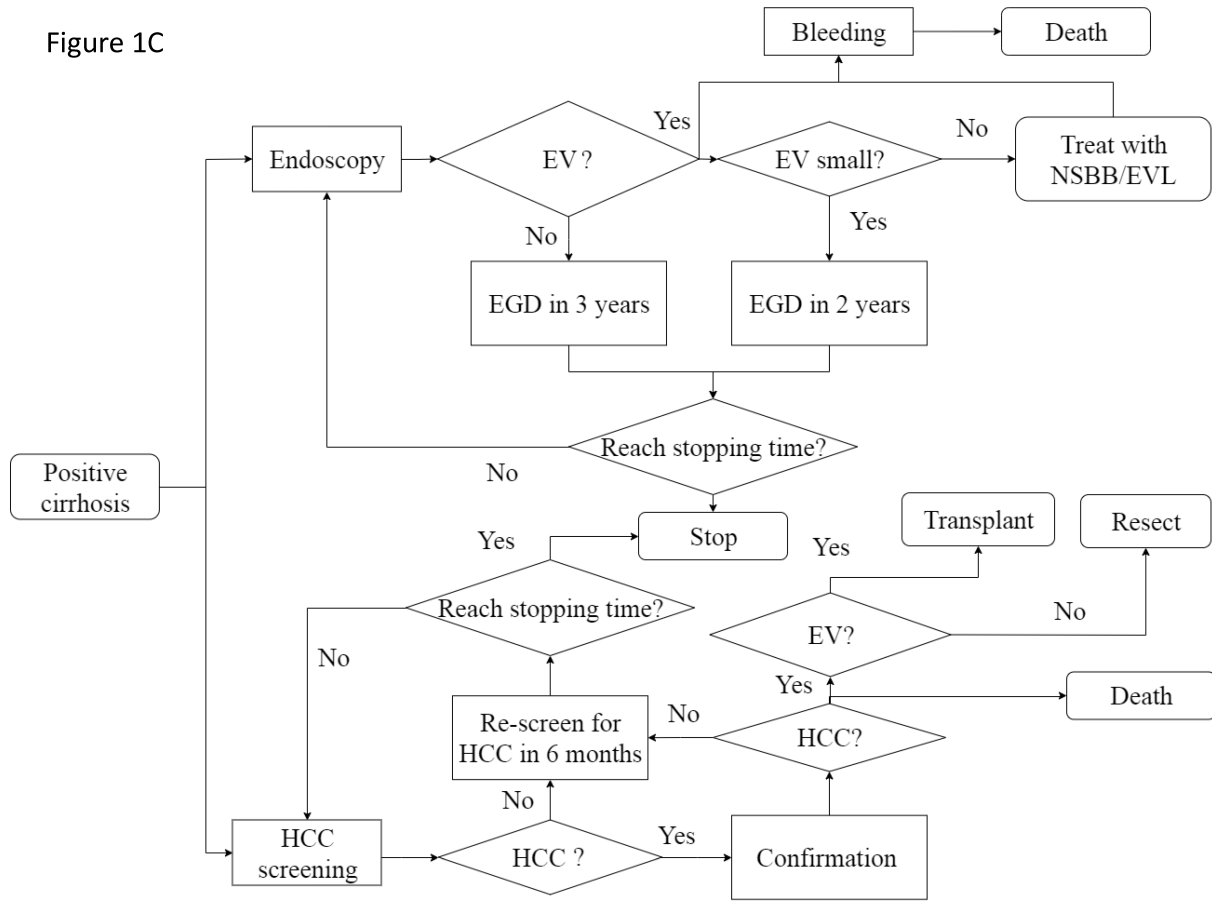 Figure 1C
Bleeding
Death
Endoscopy
EV ?
Yes
EV small?
No
Treat with
NSBB/EVL
No
Yes
EGD in 3 years
EGD in 2 years
Reach stopping time?
No
Positive
cirrhosis
Stop
Yes
Transplant
Resect
Yes
Reach stopping time?
EV?
No
No
Yes
Death
Re-screen for
HCC in 6 months
No
HCC?
No
HCC
screening
HCC ?
Yes
Confirmation